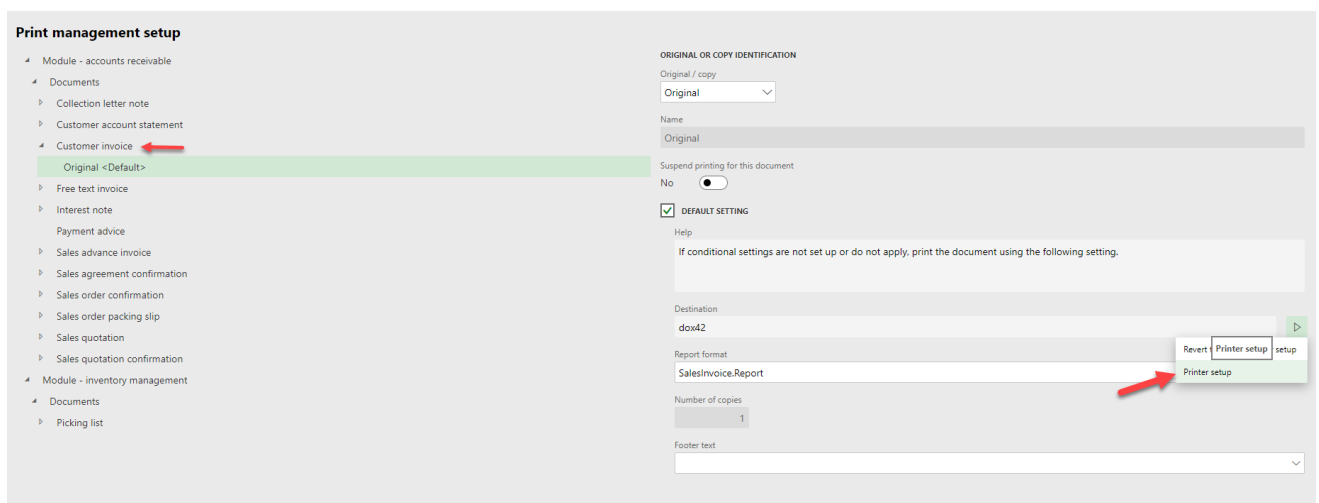 Print management setup
Module - accounts receivable
Documents
Collection letter note
Customer account statement
Customer invoice
Original <Default>
Free text invoice
Interest note
Payment advice
Sales advance invoice
Sales agreement confirmation
Sales order confirmation
Sales order packing slip
Sales quotation
Sales quotation confirmation
Module - inventory management
Documents
Picking list
ORIGINAL OR COPY IDENTIFICATION
Original / copy
Original
Name
Original
Suspend printing for this document
No
DEFAULT SETTING
Help
If conditional settings are not set up or do not apply, print the document using the following setting.
Destination
dox42
Revert
Printer setup
setup
Printer setup
Report format
SalesInvoice.Report
Number of copies
1
Footer text